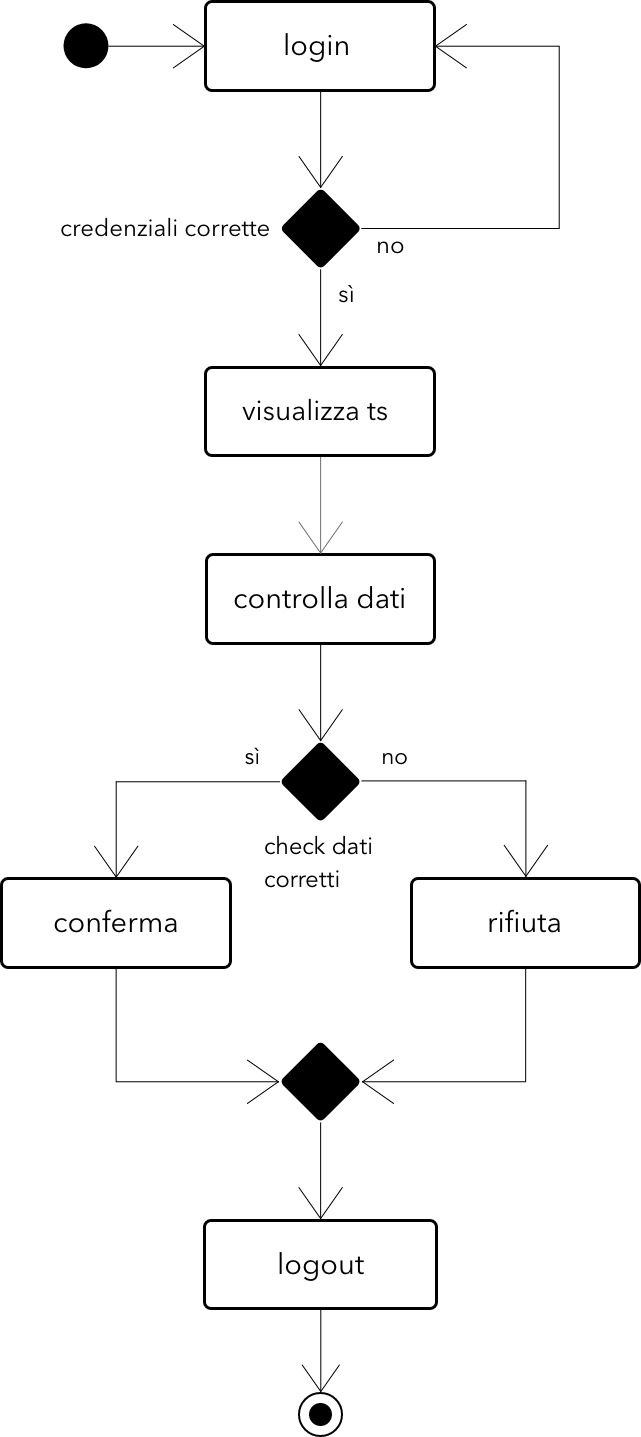 login
credenziali corrette
no
sì
visualizza ts
controlla dati
sì
no
check dati
corretti
conferma
rifiuta
logout